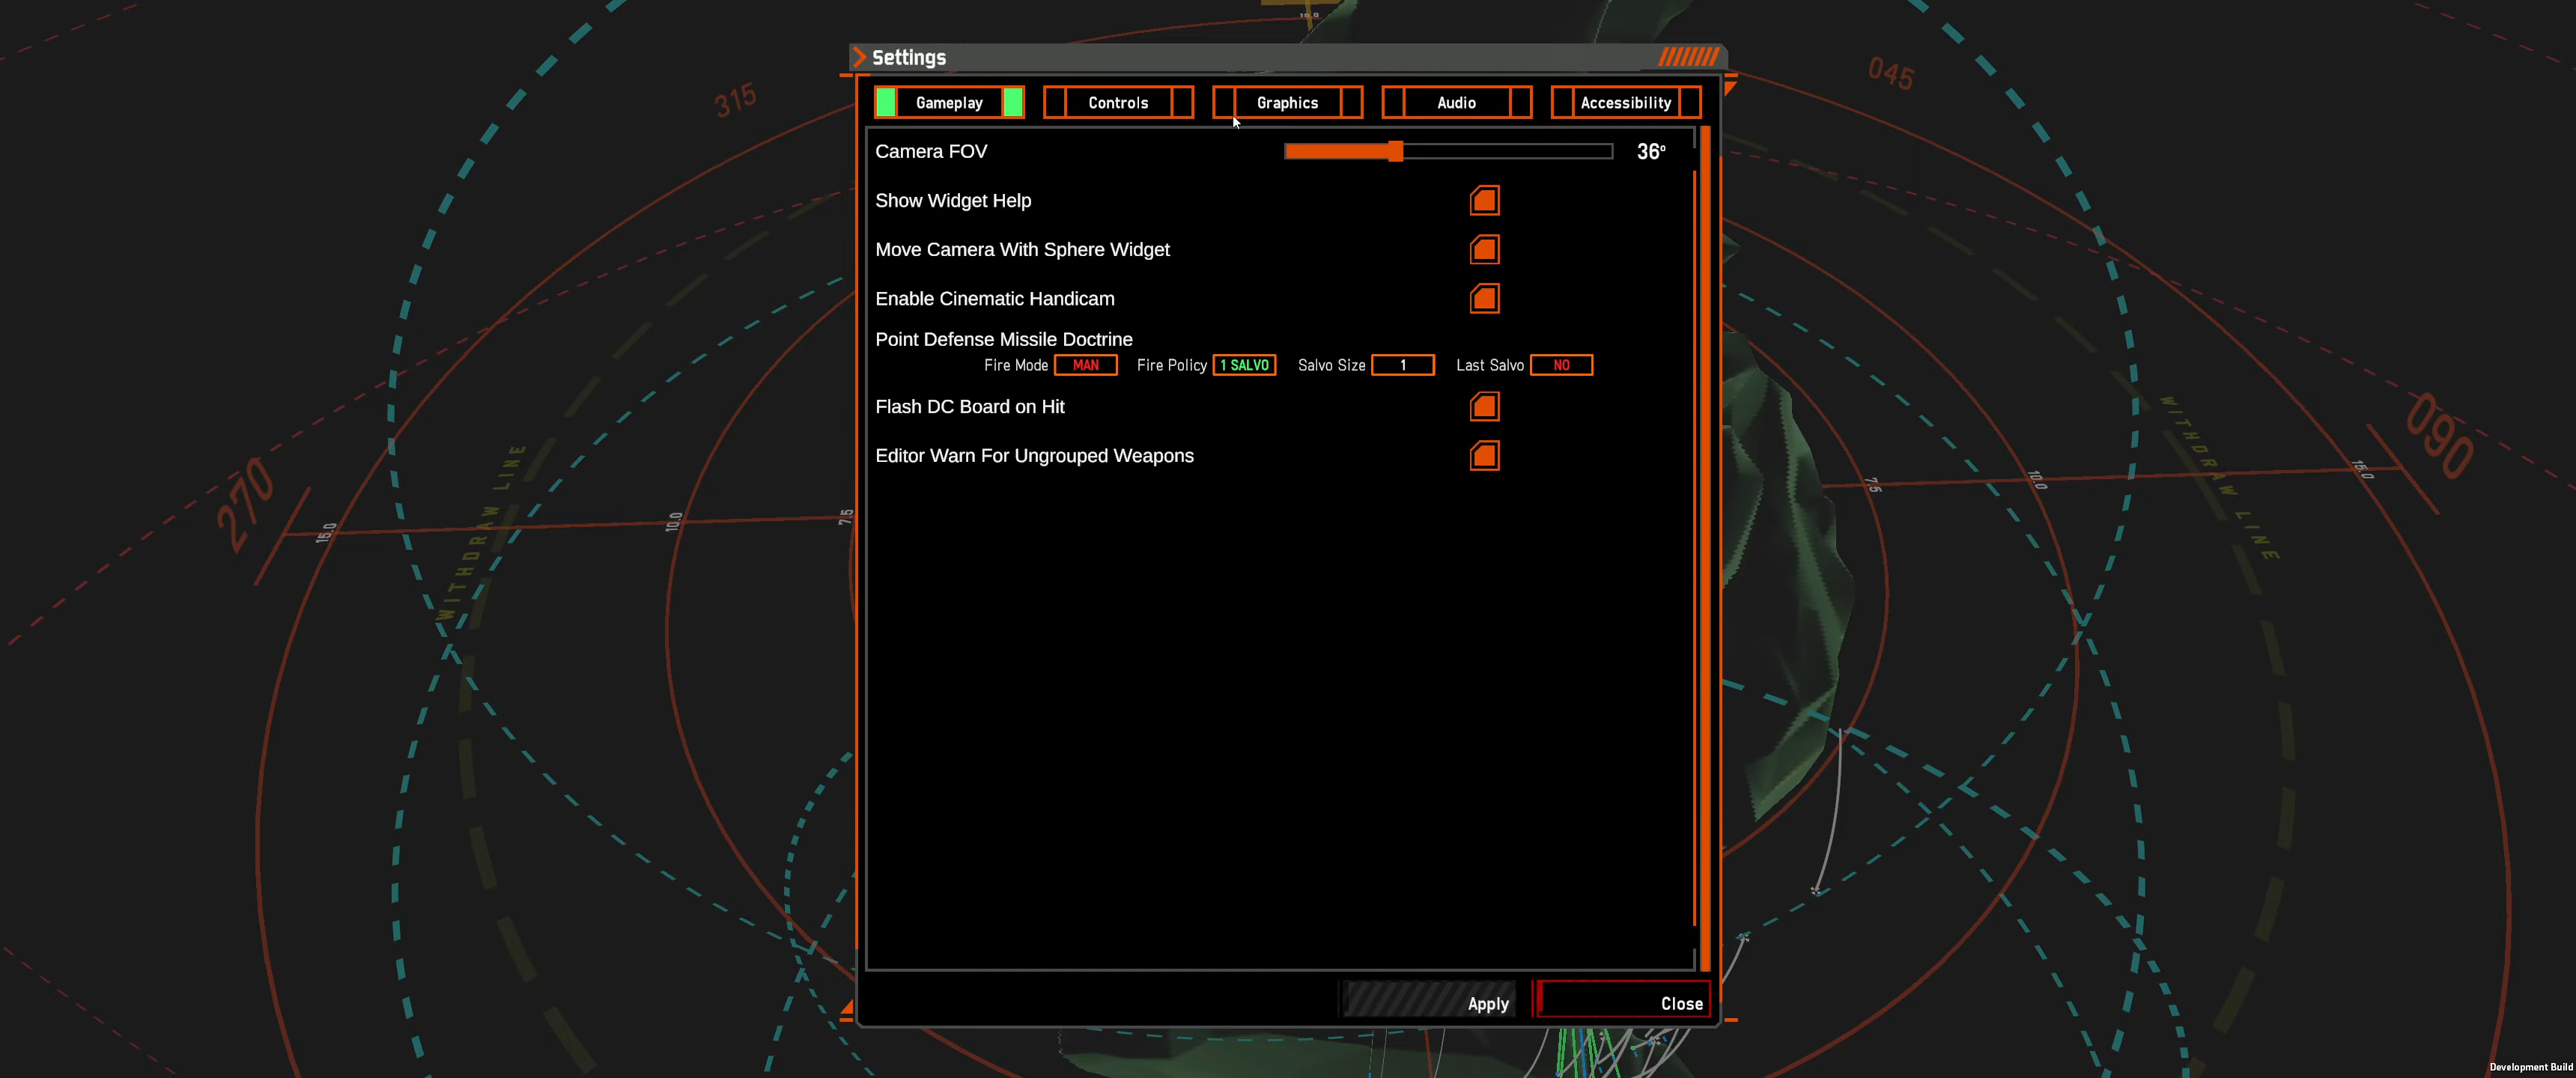 10.0
Settings
315
045
Gameplay Controls Graphics Audio Accessibility
Camera FOV 36°
Show Widget Help
Move Camera With Sphere Widget
Enable Cinematic Handicam
Point Defense Missile Doctrine
Fire Mode MAN Fire Policy 1 SALVO Salvo Size 1 Last Salvo NO
Flash DC Board on Hit
Editor Warn For Ungrouped Weapons
270
090
WITHDRAW LINE
WITHDRAW LINE
15.0
10.0
7.5
7.5
10.0
15.0
Apply Close
Development Build